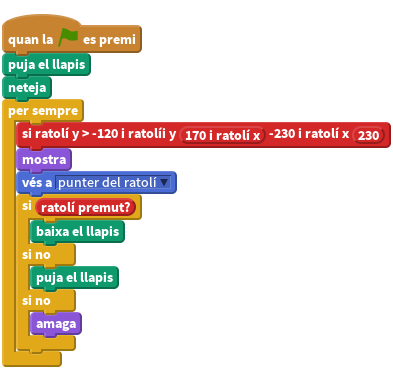 quan la es premi
puja el llapis
neteja
per sempre
si ratolí y > -120 i ratolíi y 170 i ratolí x -230 i ratolí x 230
mostra
vés a punter del ratolí
si ratolí premut?
baixa el llapis
si no
puja el llapis
si no
amaga